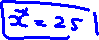 x = 25